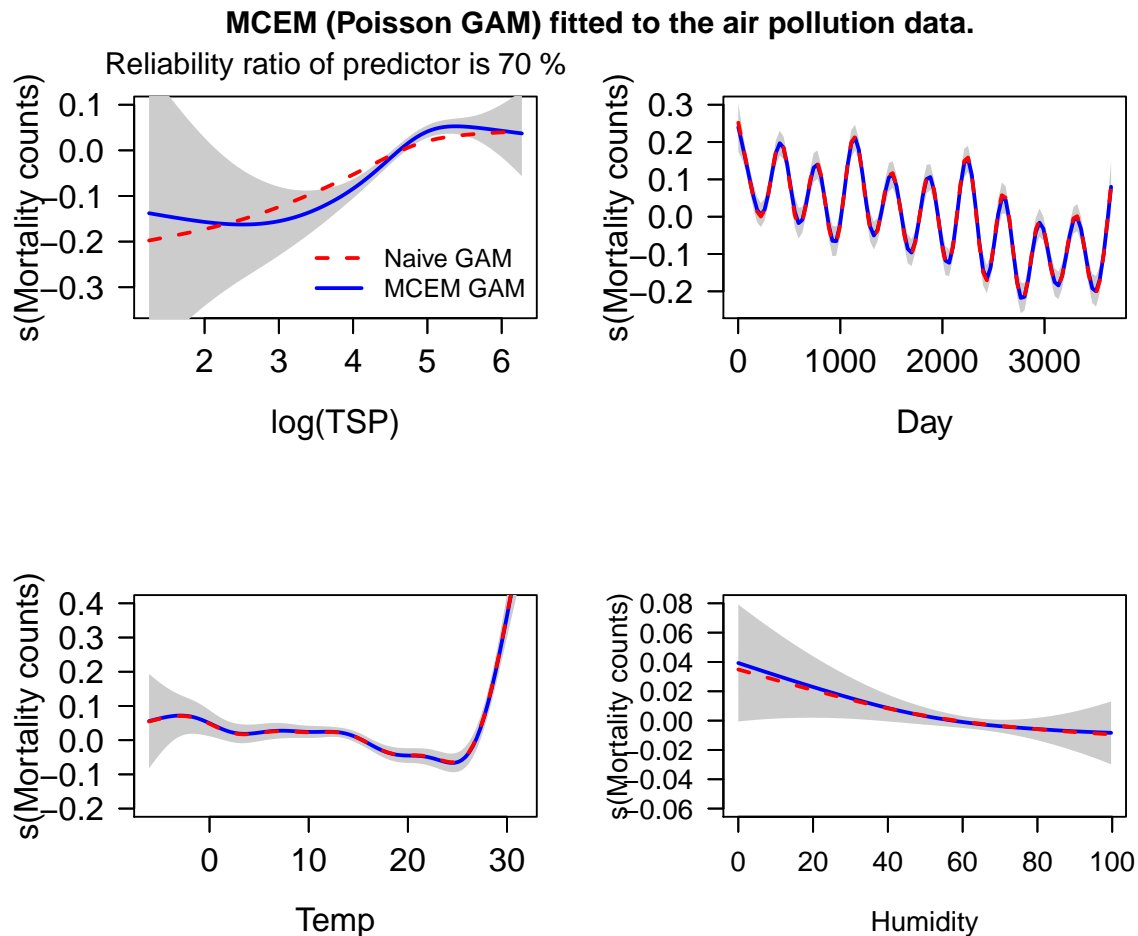 MCEM (Poisson GAM) fitted to the air pollution data.
Reliability ratio of predictor is 70 %
s(Mortality counts)
0.1
0.0
−0.1
−0.2
−0.3
Naive GAM
MCEM GAM
2 3 4 5 6
log(TSP)
s(Mortality counts)
0.3
0.2
0.1
0.0
−0.1
−0.2
0 1000 2000 3000
Day
s(Mortality counts)
0.4
0.3
0.2
0.1
0.0
−0.1
−0.2
0 10 20 30
Temp
s(Mortality counts)
0.08
0.06
0.04
0.02
0.00
−0.02
−0.04
−0.06
0 20 40 60 80 100
Humidity